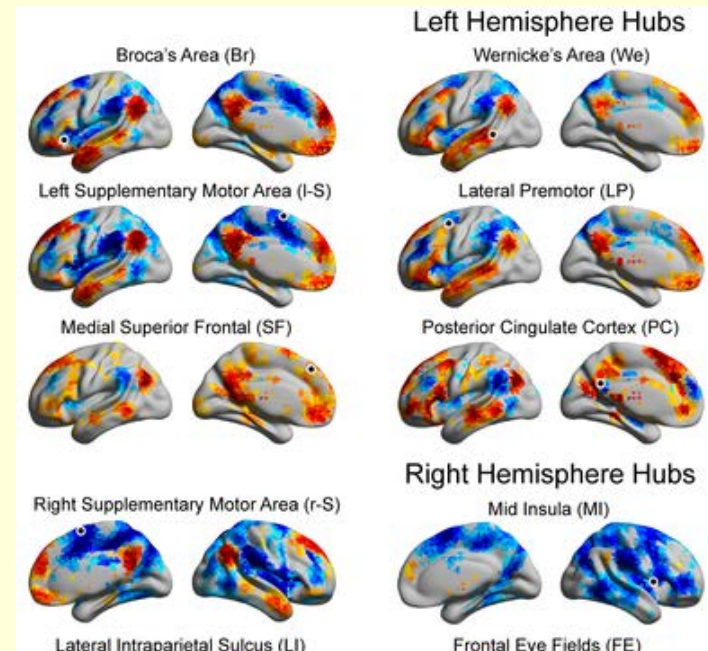 Left Hemisphere Hubs
Broca's Area (Br)
Wernicke's Area (We)
Left Supplementary Motor Area (l-S)
Lateral Premotor (LP)
Medial Superior Frontal (SF)
Posterior Cingulate Cortex (PC)
Right Hemisphere Hubs
Right Supplementary Motor Area (r-S)
Mid Insula (MI)
Lateral Intraparietal Sulcus (LI)
Frontal Eye Fields (FE)